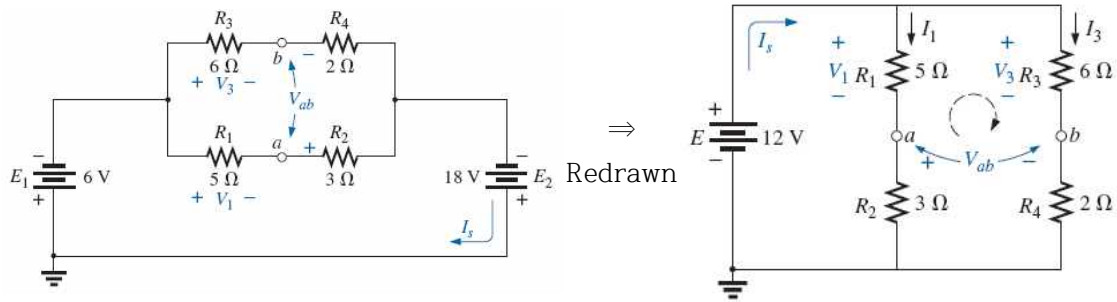 R3
R4
b
6 Ω
2 Ω
+ V3 −
−
Vab
R1
a
+
R2
5 Ω
3 Ω
+ V1 −
−
E1
6 V
+
−
18 V
E2
+
Is
⇒
Redrawn
Is
I1
I3
+
V1
−
R1
5 Ω
+
V3
−
R3
6 Ω
+
E
12 V
−
a
b
+
Vab
−
R2
3 Ω
R4
2 Ω